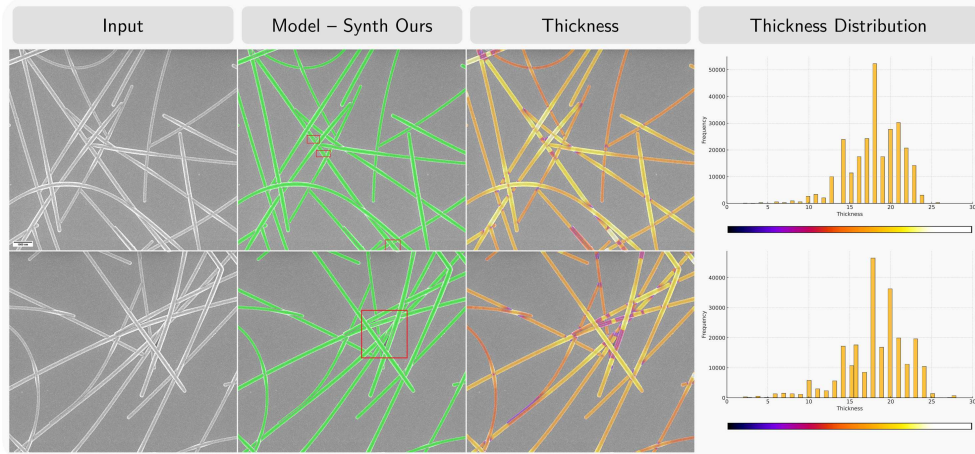 Input
Model – Synth Ours
Thickness
Thickness Distribution
50000
40000
30000
20000
10000
0
Frequency
0 5 10 15 20 25 30
Thickness
40000
30000
20000
10000
0
Frequency
0 5 10 15 20 25 30
Thickness